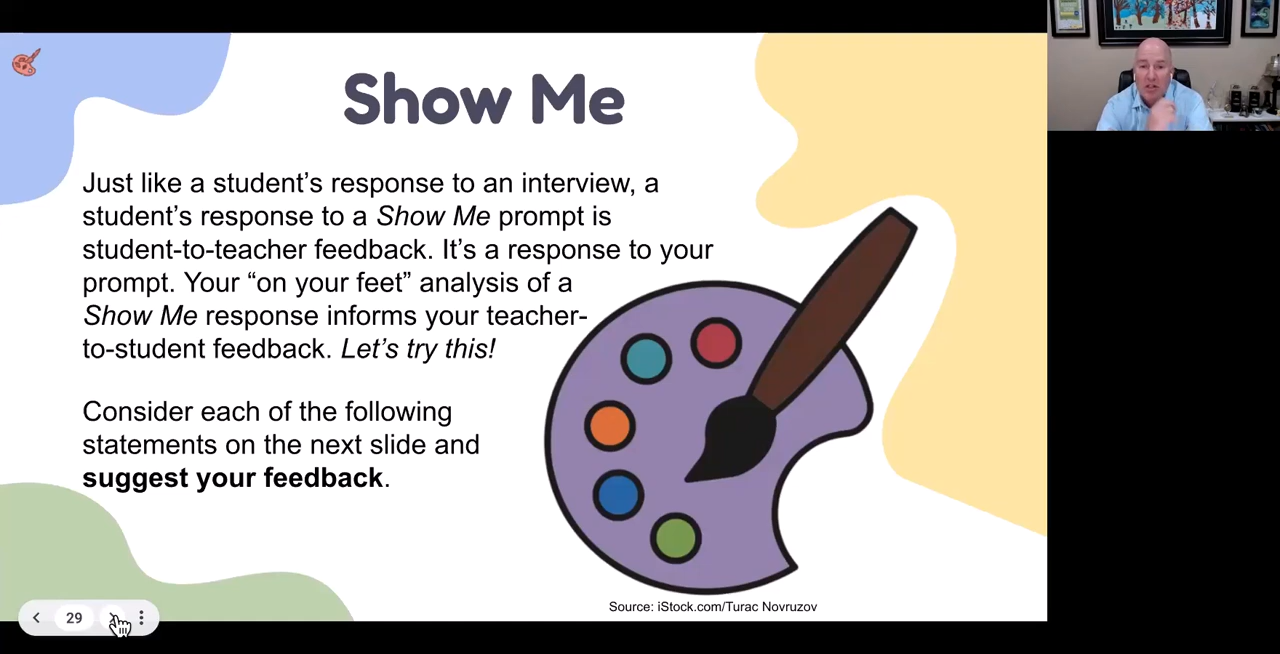 Show Me
Just like a student’s response to an interview, a
student’s response to a Show Me prompt is
student-to-teacher feedback. It’s a response to your
prompt. Your “on your feet” analysis of a
Show Me response informs your teacher-
to-student feedback. Let’s try this!
Consider each of the following
statements on the next slide and
suggest your feedback.
Source: iStock.com/Turac Novruzov
29